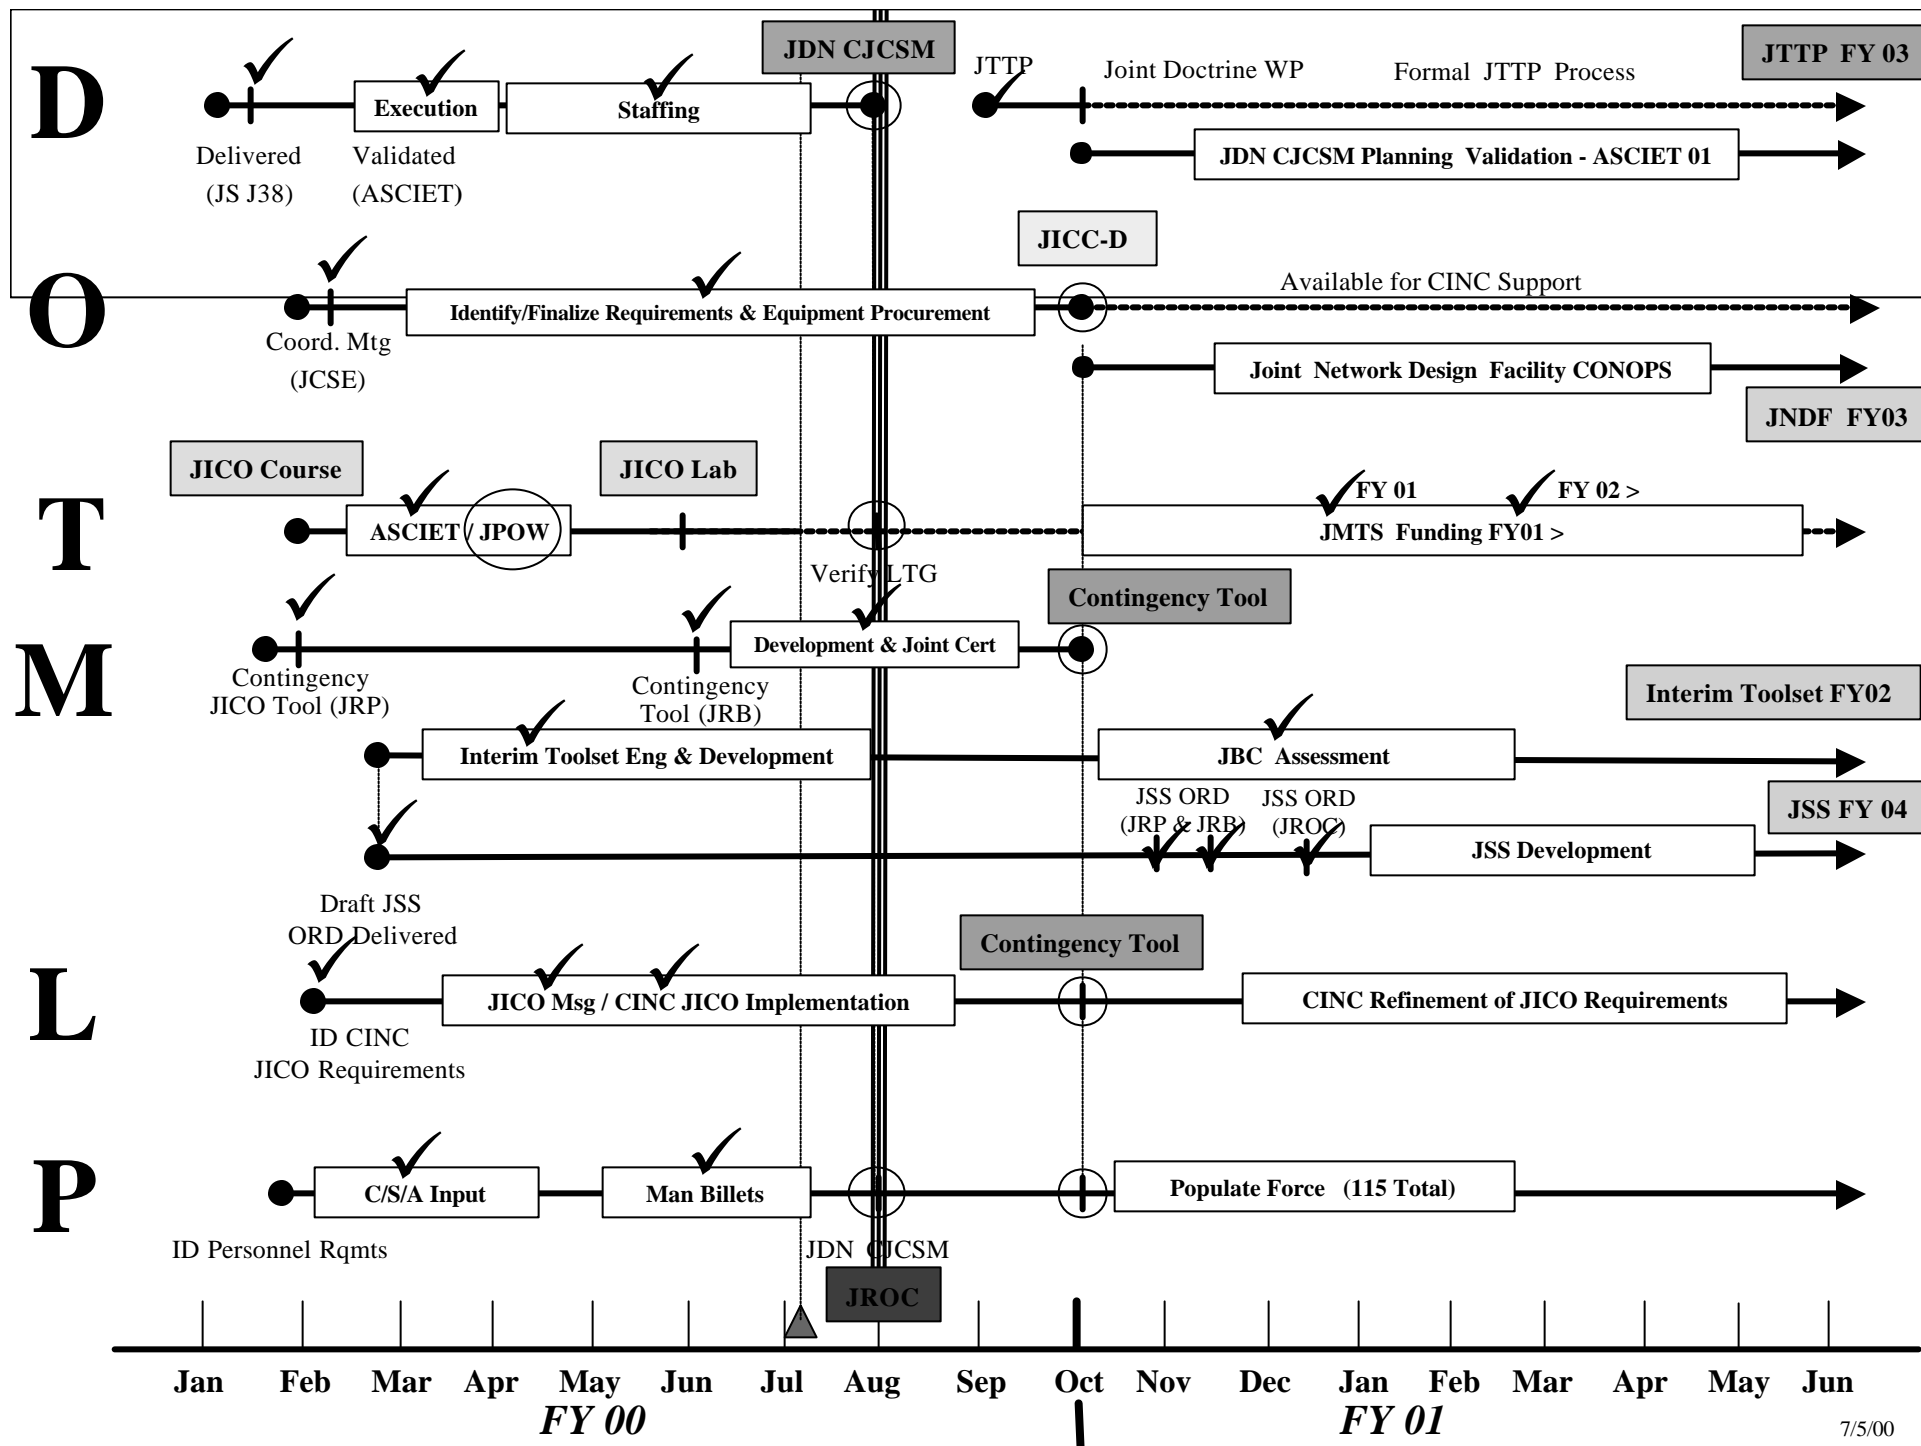 D
JDN CJCSM
JTTP
Joint Doctrine WP
Formal JTTP Process
JTTP FY 03
Execution
Staffing
Delivered
(JS J38)
Validated
(ASCIET)
JDN CJCSM Planning Validation - ASCIET 01
O
JICC-D
Available for CINC Support
Identify/Finalize Requirements & Equipment Procurement
Coord. Mtg
(JCSE)
Joint Network Design Facility CONOPS
JNDF FY03
T
JICO Course
JICO Lab
FY 01
FY 02 >
ASCIET / JPOW
JMTS Funding FY01 >
Verify LTG
M
Contingency Tool
Development & Joint Cert
Contingency
JICO Tool (JRP)
Contingency
Tool (JRB)
Interim Toolset FY02
Interim Toolset Eng & Development
JBC Assessment
JSS ORD
(JRP & JRB)
JSS ORD
(JROC)
JSS FY 04
JSS Development
Draft JSS
ORD Delivered
L
Contingency Tool
JICO Msg / CINC JICO Implementation
CINC Refinement of JICO Requirements
ID CINC
JICO Requirements
P
C/S/A Input
Man Billets
Populate Force (115 Total)
ID Personnel Rqmts
JDN CJCSM
JROC
Jan Feb Mar Apr May Jun Jul Aug Sep Oct Nov Dec Jan Feb Mar Apr May Jun
FY 00
FY 01
7/5/00